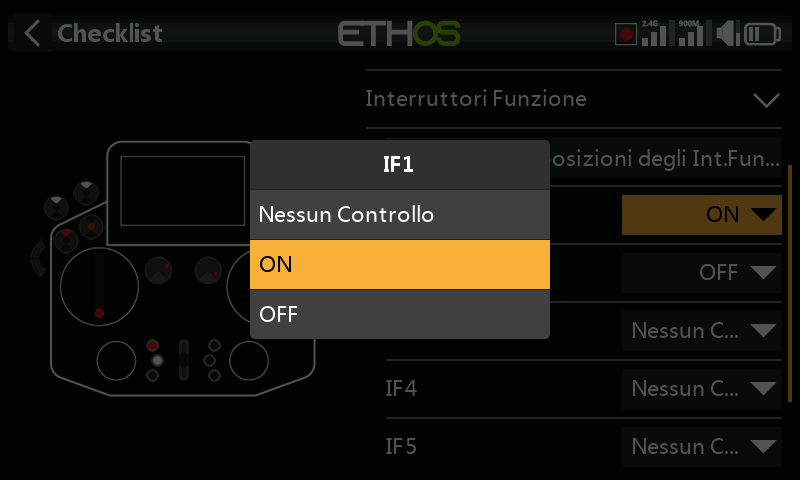 Checklist
ETHOS
2.4G
900M
Interruttori Funzione
osizioni degli Int.Fun...
IF1
Nessun Controllo
ON
OFF
ON
OFF
Nessun C...
IF4
Nessun C...
IF5
Nessun C...